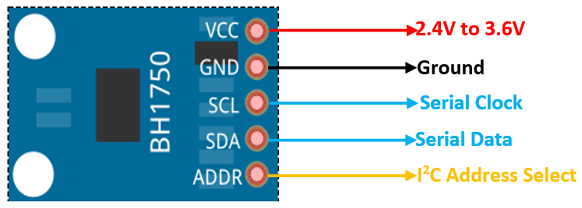 VCC 2.4V to 3.6V
GND Ground
SCL Serial Clock
SDA Serial Data
ADDR I²C Address Select
BH1750